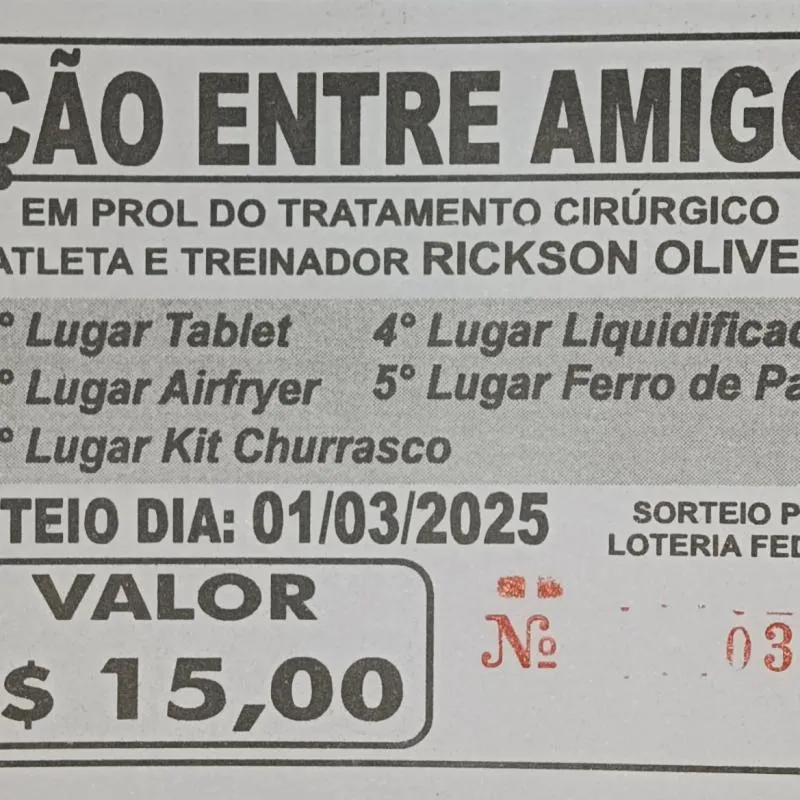 ÇÃO ENTRE AMIGO
EM PROL DO TRATAMENTO CIRÚRGICO
ATLETA E TREINADOR RICKSON OLIVE
º Lugar Tablet 4º Lugar Liquidificad
º Lugar Airfryer 5º Lugar Ferro de Pa
º Lugar Kit Churrasco
TEIO DIA: 01/03/2025
SORTEIO P
LOTERIA FED
VALOR
$ 15,00
Nº 03